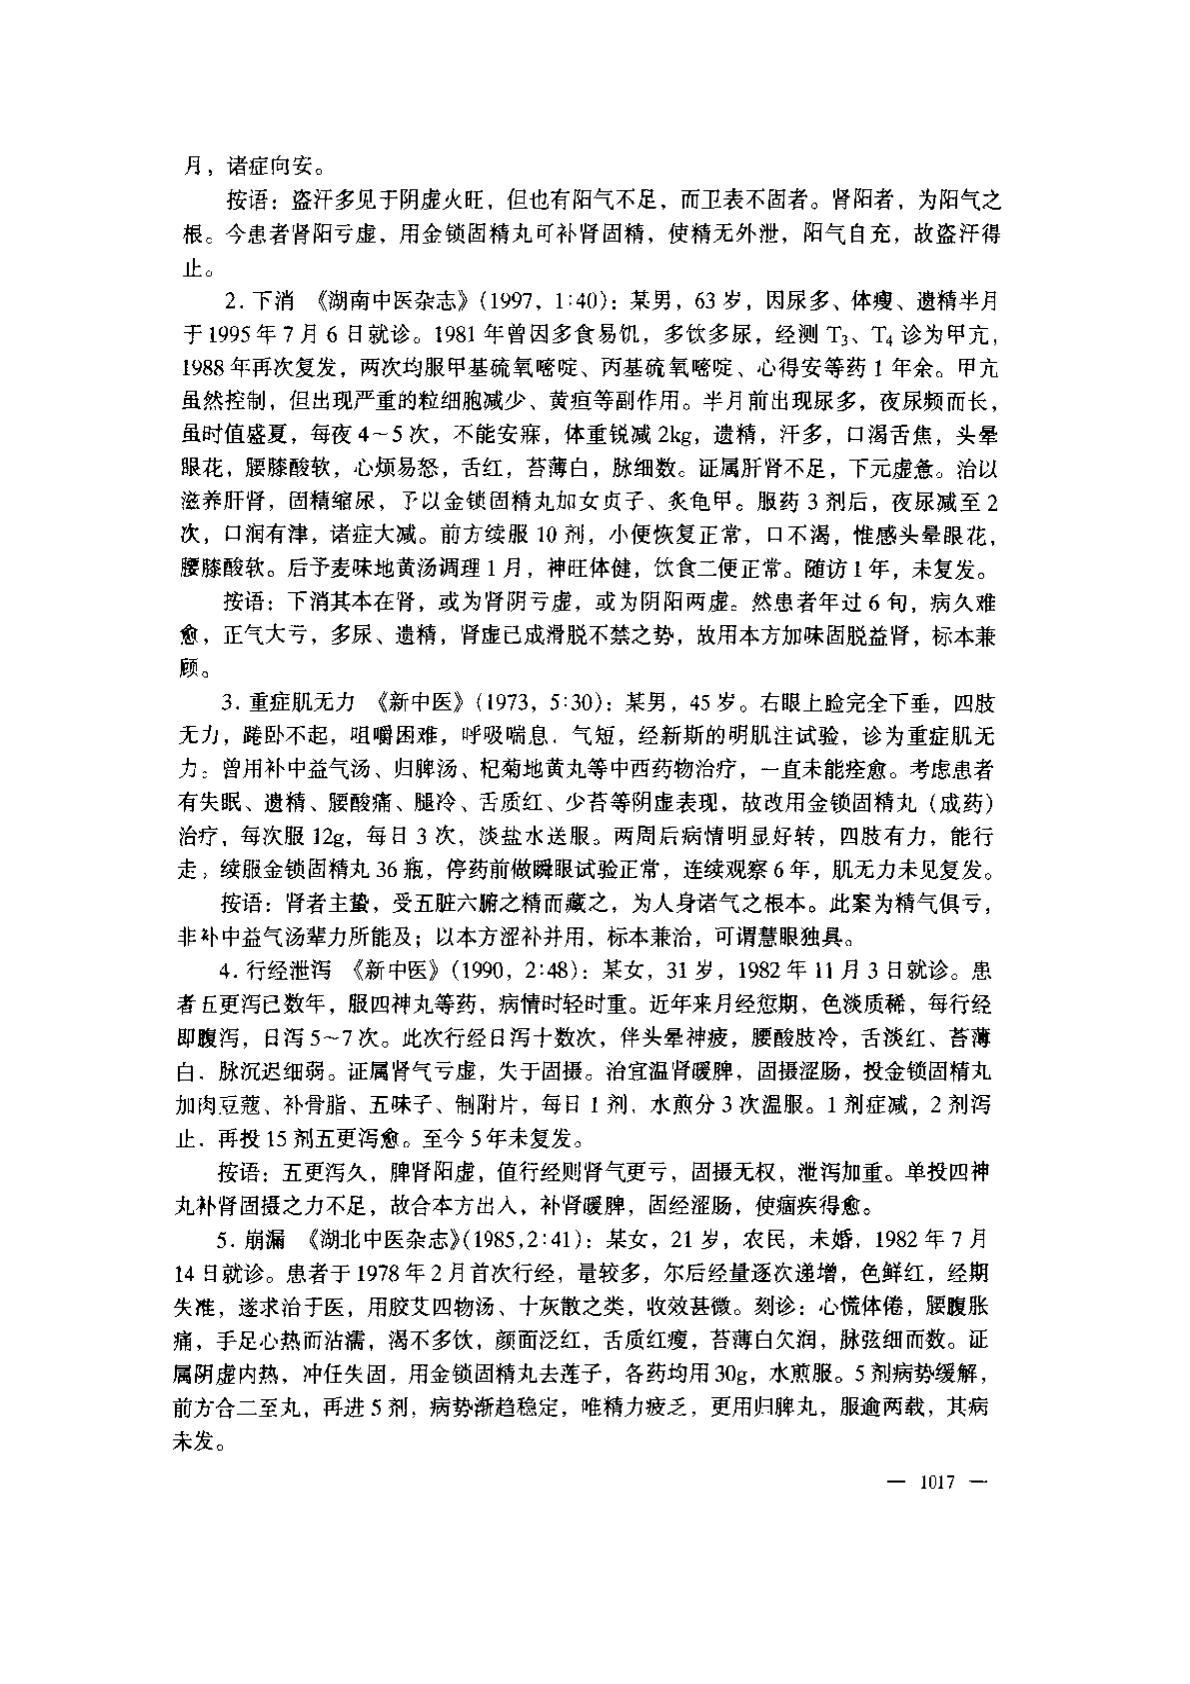 月，诸症向安。
按语：盗汗多见于阴虚火旺，但也有阳气不足，而卫表不固者。肾阳者，为阳气之
根。今患者肾阳亏虚，用金锁固精丸可补肾固精，使精无外泄，阳气自充，故盗汗得
止。
2. 下消 《湖南中医杂志》(1997，1∶40)：某男，63 岁，因尿多、体瘦、遗精半月
于 1995 年 7 月 6 日就诊。1981 年曾因多食易饥，多饮多尿，经测 T₃、T₄ 诊为甲亢，
1988 年再次复发，两次均服甲基硫氧嘧啶、丙基硫氧嘧啶、心得安等药 1 年余。甲亢
虽然控制，但出现严重的粒细胞减少、黄疸等副作用。半月前出现尿多，夜尿频而长，
虽时值盛夏，每夜 4～5 次，不能安寐，体重锐减 2kg，遗精，汗多，口渴舌焦，头晕
眼花，腰膝酸软，心烦易怒，舌红，苔薄白，脉细数。证属肝肾不足，下元虚惫。治以
滋养肝肾，固精缩尿，予以金锁固精丸加女贞子、炙龟甲。服药 3 剂后，夜尿减至 2
次，口润有津，诸症大减。前方续服 10 剂，小便恢复正常，口不渴，惟感头晕眼花，
腰膝酸软。后予麦味地黄汤调理 1 月，神旺体健，饮食二便正常。随访 1 年，未复发。
按语：下消其本在肾，或为肾阴亏虚，或为阴阳两虚。然患者年过 6 旬，病久难
愈，正气大亏，多尿、遗精，肾虚已成滑脱不禁之势，故用本方加味固脱益肾，标本兼
顾。
3. 重症肌无力 《新中医》(1973，5∶30)：某男，45 岁。右眼上睑完全下垂，四肢
无力，踡卧不起，咀嚼困难，呼吸喘息，气短，经新斯的明肌注试验，诊为重症肌无
力。曾用补中益气汤、归脾汤、杞菊地黄丸等中西药物治疗，一直未能痊愈。考虑患者
有失眠、遗精、腰酸痛、腿冷、舌质红、少苔等阴虚表现，故改用金锁固精丸（成药）
治疗，每次服 12g，每日 3 次，淡盐水送服。两周后病情明显好转，四肢有力，能行
走，续服金锁固精丸 36 瓶，停药前做瞬眼试验正常，连续观察 6 年，肌无力未见复发。
按语：肾者主蛰，受五脏六腑之精而藏之，为人身诸气之根本。此案为精气俱亏，
非补中益气汤辈力所能及；以本方涩补并用，标本兼治，可谓慧眼独具。
4. 行经泄泻 《新中医》(1990，2∶48)：某女，31 岁，1982 年 11 月 3 日就诊。患
者五更泻已数年，服四神丸等药，病情时轻时重。近年来月经愆期，色淡质稀，每行经
即腹泻，日泻 5～7 次。此次行经日泻十数次，伴头晕神疲，腰酸肢冷，舌淡红、苔薄
白，脉沉迟细弱。证属肾气亏虚，失于固摄。治宜温肾暖脾，固摄涩肠，投金锁固精丸
加肉豆蔻、补骨脂、五味子、制附片，每日 1 剂，水煎分 3 次温服。1 剂症减，2 剂泻
止，再投 15 剂五更泻愈。至今 5 年未复发。
按语：五更泻久，脾肾阳虚，值行经则肾气更亏，固摄无权，泄泻加重。单投四神
丸补肾固摄之力不足，故合本方出入，补肾暖脾，固经涩肠，使痼疾得愈。
5. 崩漏 《湖北中医杂志》(1985,2∶41)：某女，21 岁，农民，未婚，1982 年 7 月
14 日就诊。患者于 1978 年 2 月首次行经，量较多，尔后经量逐次递增，色鲜红，经期
失准，遂求治于医，用胶艾四物汤、十灰散之类，收效甚微。刻诊：心慌体倦，腰腹胀
痛，手足心热而沾濡，渴不多饮，颜面泛红，舌质红瘦，苔薄白欠润，脉弦细而数。证
属阴虚内热，冲任失固，用金锁固精丸去莲子，各药均用 30g，水煎服。5 剂病势缓解，
前方合二至丸，再进 5 剂，病势渐趋稳定，唯精力疲乏，更用归脾丸，服逾两载，其病
未发。
— 1017 —